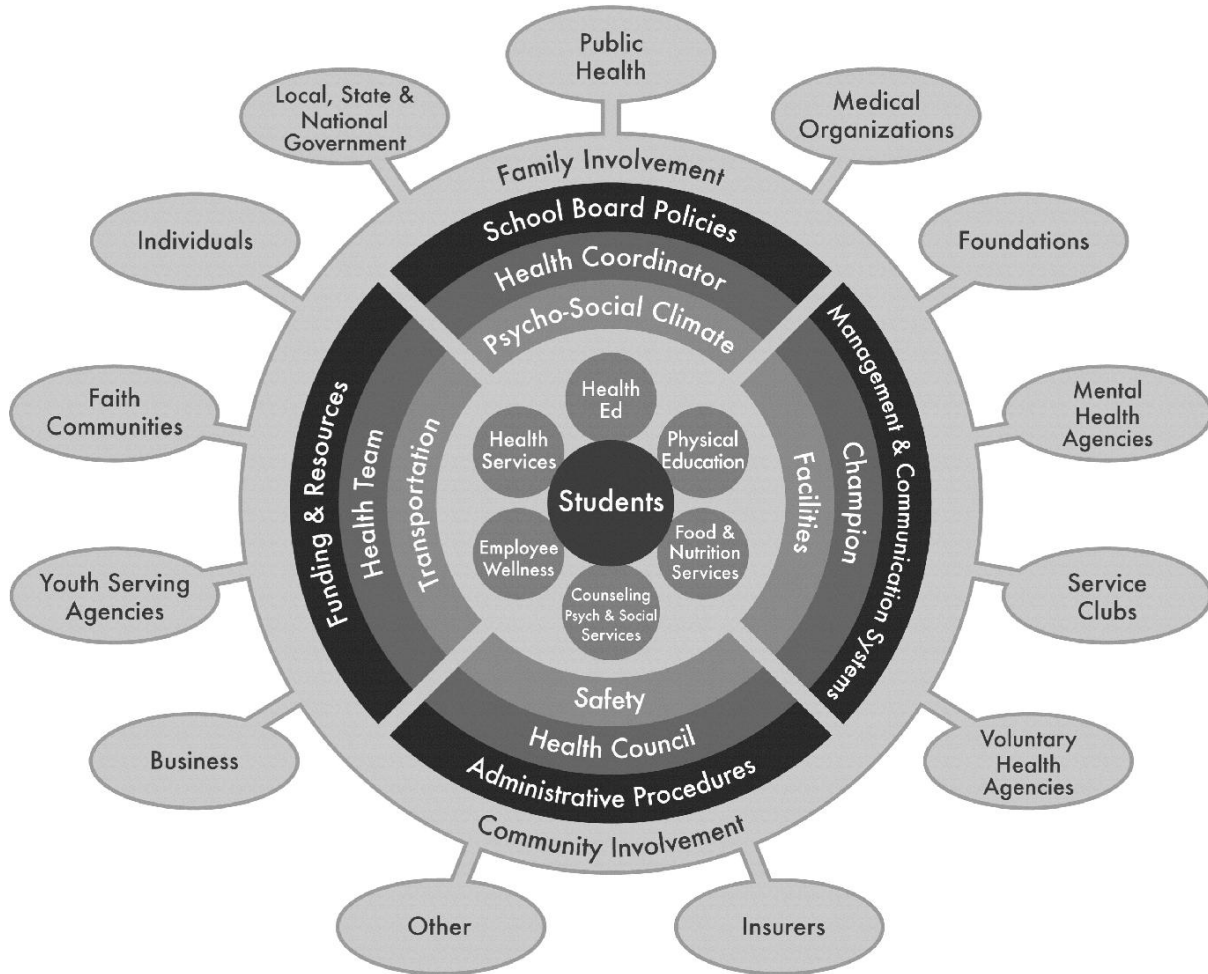 Public
Health
Local, State &
National
Government
Medical
Organizations
Individuals
Foundations
Faith
Communities
Mental
Health
Agencies
Youth Serving
Agencies
Service
Clubs
Business
Voluntary
Health
Agencies
Other
Insurers
Family Involvement
Community Involvement
School Board Policies
Health Coordinator
Psycho-Social Climate
Funding & Resources
Health Team
Transportation
Management & Communication Systems
Champion
Facilities
Safety
Health Council
Administrative Procedures
Health
Ed
Health
Services
Physical
Education
Students
Employee
Wellness
Food &
Nutrition
Services
Counseling
Psych & Social
Services